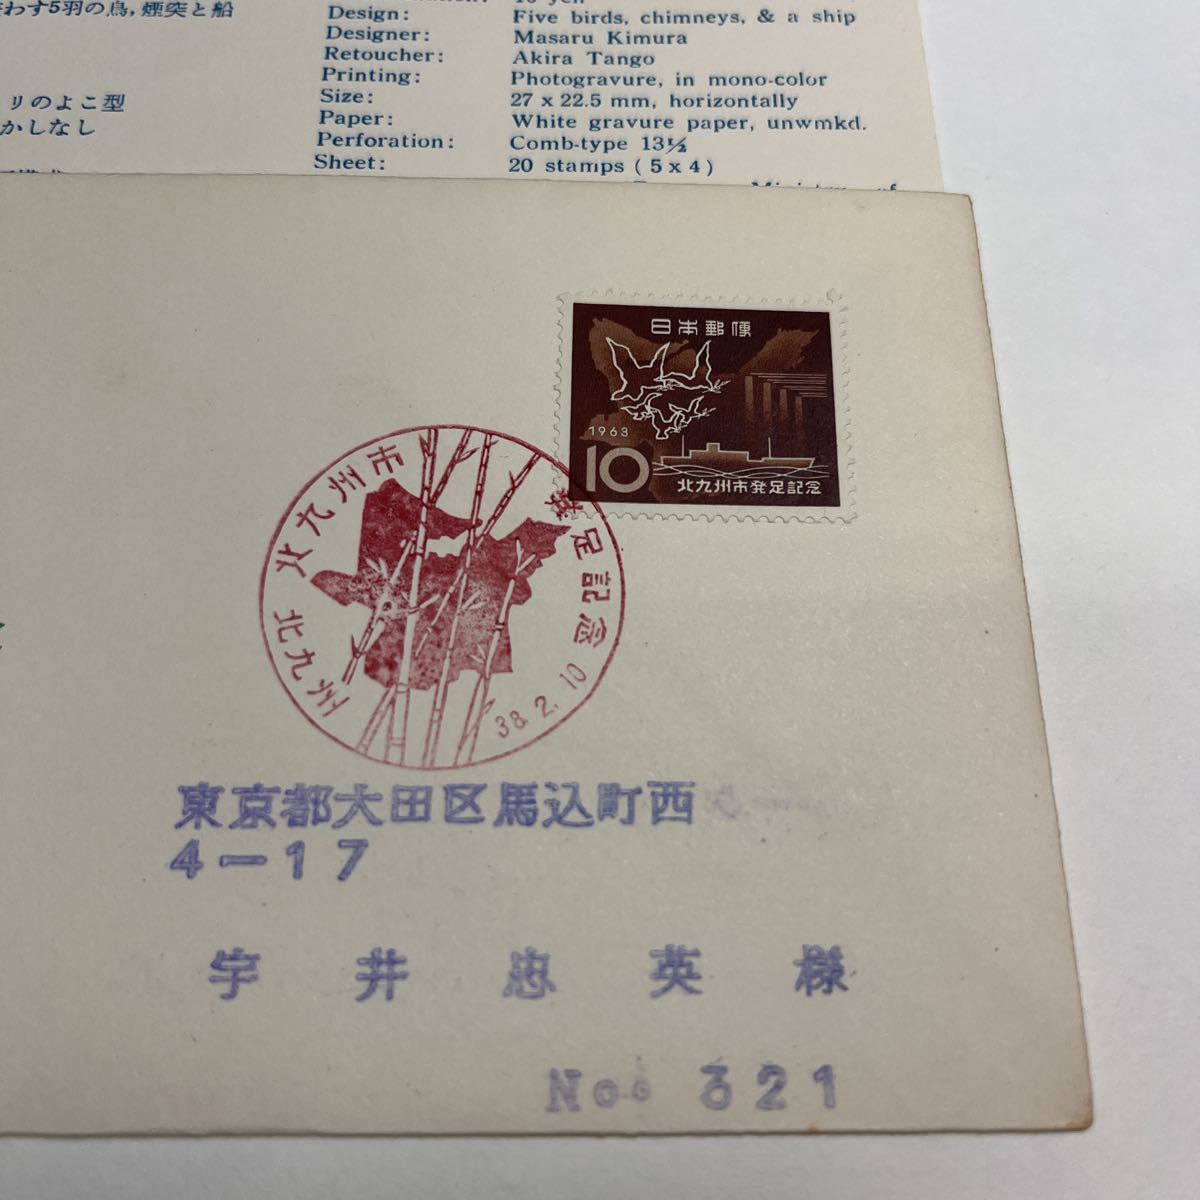 わす5羽の鳥，煙突と船
リのよこ型
かしなし
10 yen
Design: Five birds, chimneys, & a ship
Designer: Masaru Kimura
Retoucher: Akira Tango
Printing: Photogravure, in mono-color
Size: 27 x 22.5 mm, horizontally
Paper: White gravure paper, unwmkd.
Perforation: Comb-type 13½
Sheet: 20 stamps ( 5 x 4 )
日本郵便
1963
10
北九州市発足記念
北九州市発足記念
北九州
38.2.10
東京都大田区馬込町西
4－17
宇井忠英様
No. 321